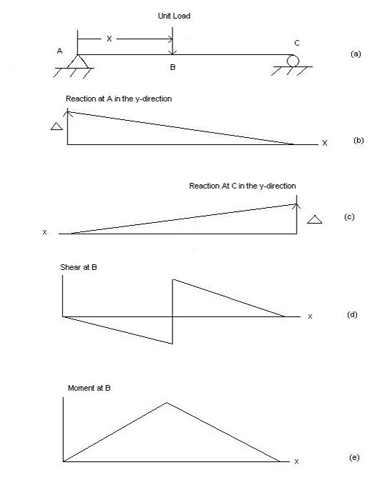 Unit Load
X
A
B
C
(a)
Reaction at A in the y-direction
X
(b)
Reaction At C in the y-direction
x
(c)
Shear at B
x
(d)
Moment at B
x
(e)